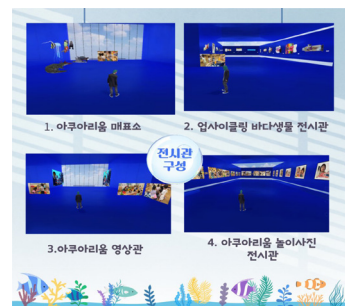 1. 아쿠아리움 매표소
2. 업사이클링 바다생물 전시관
전시관
구성
3.아쿠아리움 영상관
4. 아쿠아리움 놀이사진
전시관